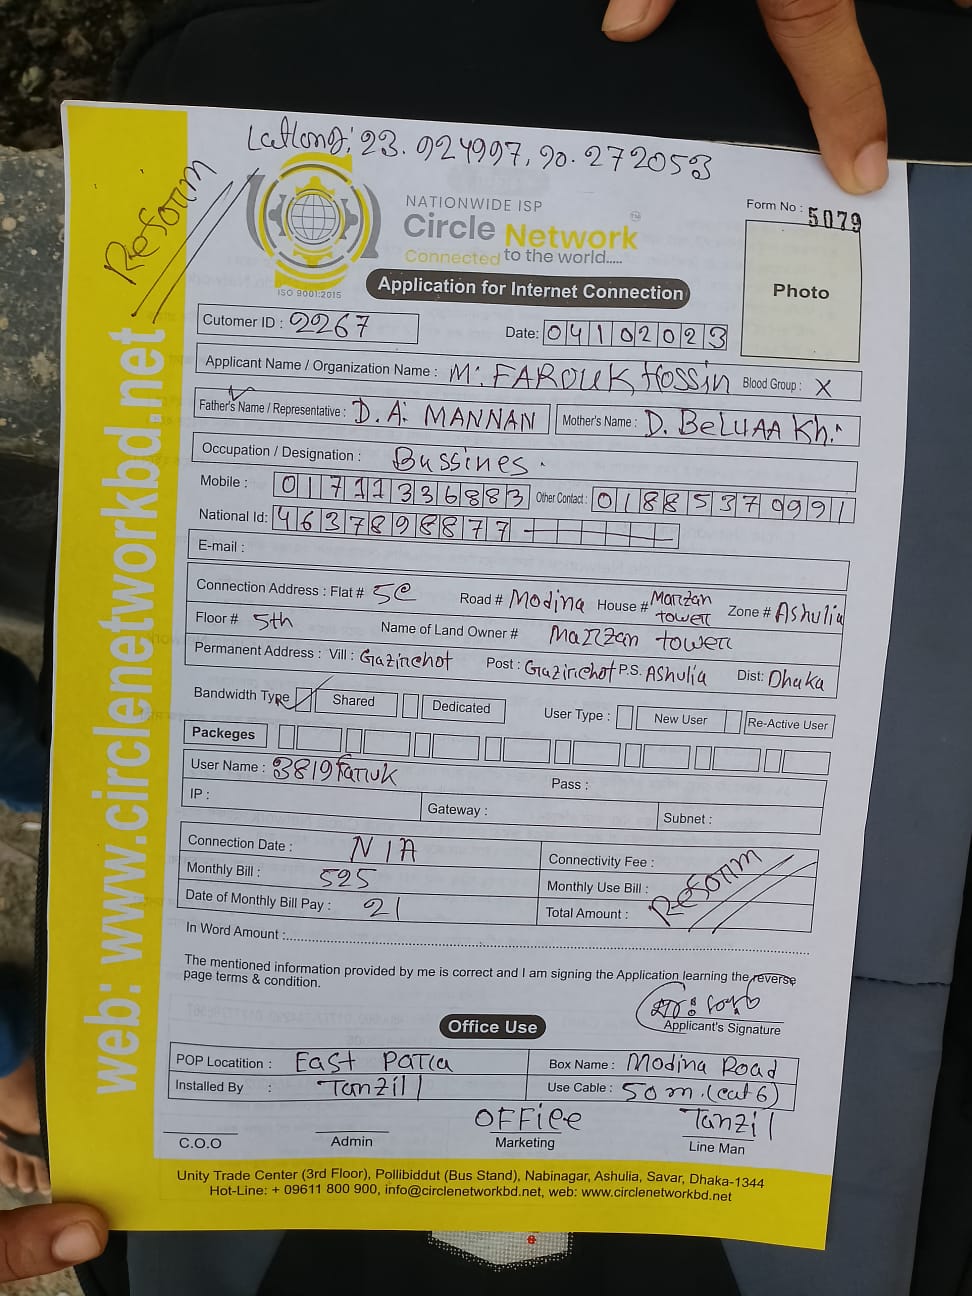 Latlong: 23.924997, 90.272053
Reform
NATIONWIDE ISP
Circle Network
TM
Connected to the world.....
ISO 9001:2015
Form No : 5079
Photo
Application for Internet Connection
Cutomer ID : 2267
Date: 04102023
Applicant Name / Organization Name : M: FAROUK Hossin Blood Group : X
Father's Name / Representative : D. A: MANNAN Mother's Name : D. BeLUAA Kh.
Occupation / Designation : Bussines.
Mobile : 01711336883 Other Contact : 01885379991
National Id: 4637898877
E-mail :
Connection Address : Flat # 5C Road # Modina House # Marzan tower Zone # Ashulia
Floor # 5th Name of Land Owner # Marzan tower
Permanent Address : Vill : Gazirchot Post : Gazirchot P.S. Ashulia Dist: Dhaka
Bandwidth Type Shared Dedicated User Type : New User Re-Active User
Packeges
User Name : 3819faruk Pass :
IP : Gateway : Subnet :
Connection Date : N/A Connectivity Fee :
Monthly Bill : 525 Monthly Use Bill :
Date of Monthly Bill Pay : 21 Total Amount :
Reform
In Word Amount :
The mentioned information provided by me is correct and I am signing the Application learning the reverse
page terms & condition.
Applicant's Signature
Office Use
POP Locatition : East Para Box Name : Modina Road
Installed By : Tanzil Use Cable : 50 m. (cat 6)
OFFice Tanzil
C.O.O Admin Marketing Line Man
Unity Trade Center (3rd Floor), Pollibiddut (Bus Stand), Nabinagar, Ashulia, Savar, Dhaka-1344
Hot-Line: + 09611 800 900, info@circlenetworkbd.net, web: www.circlenetworkbd.net
web: www.circlenetworkbd.net